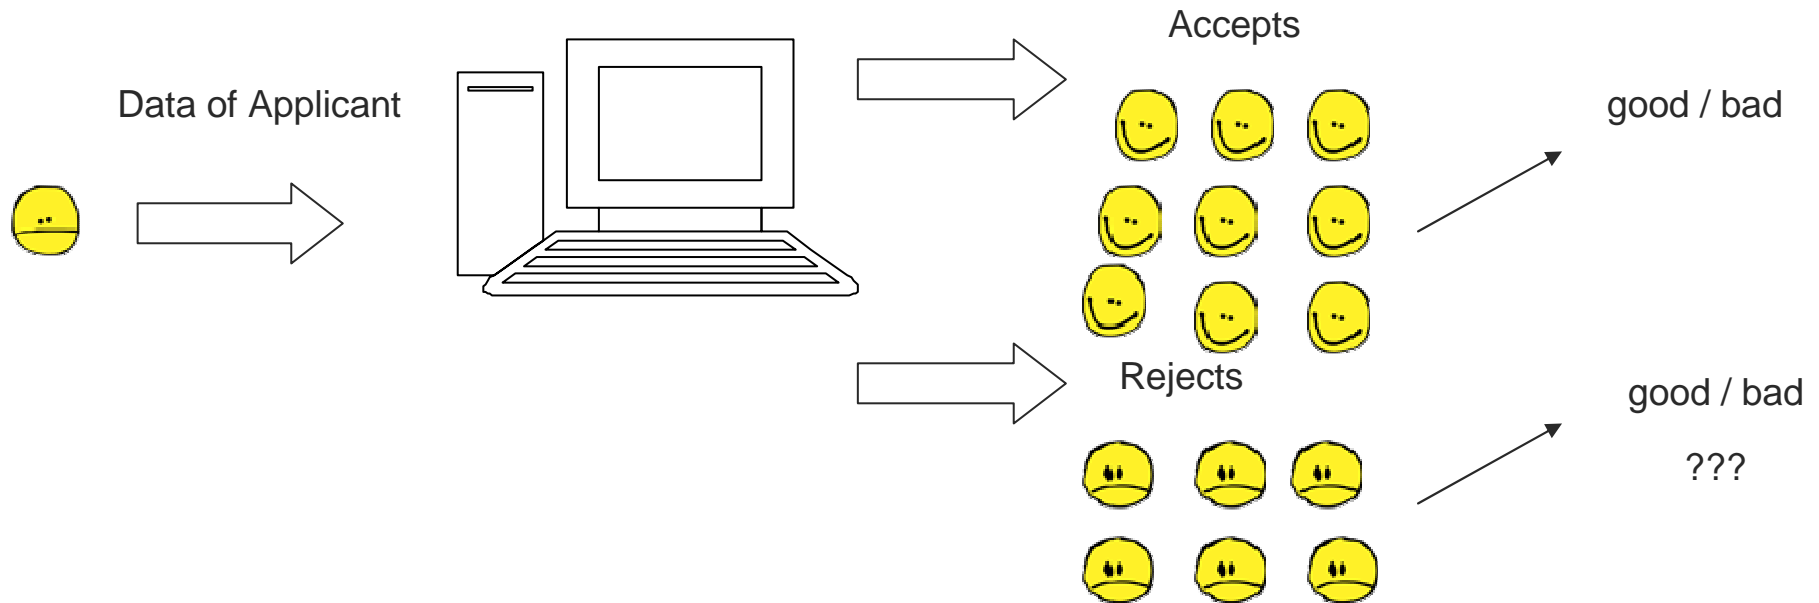 Data of Applicant
Accepts
good / bad
Rejects
good / bad
???